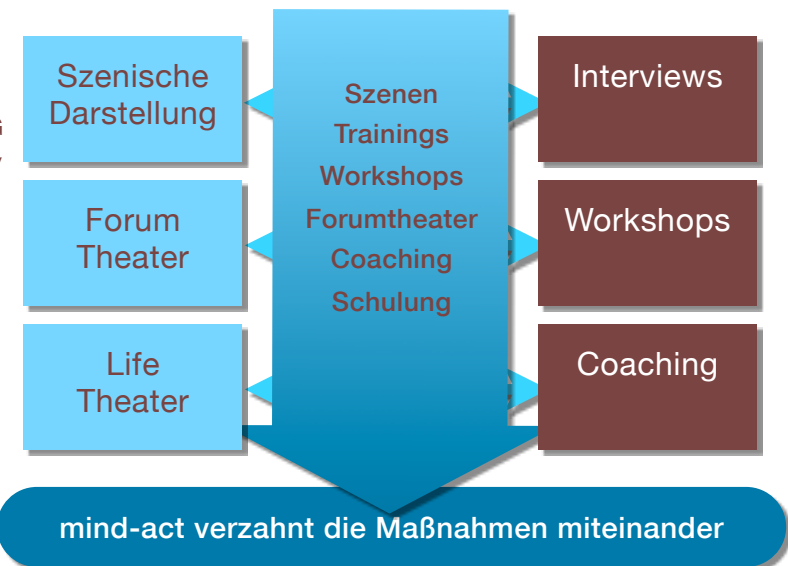 Szenische
Darstellung
Forum
Theater
Life
Theater
Szenen
Trainings
Workshops
Forumtheater
Coaching
Schulung
Interviews
Workshops
Coaching
mind-act verzahnt die Maßnahmen miteinander